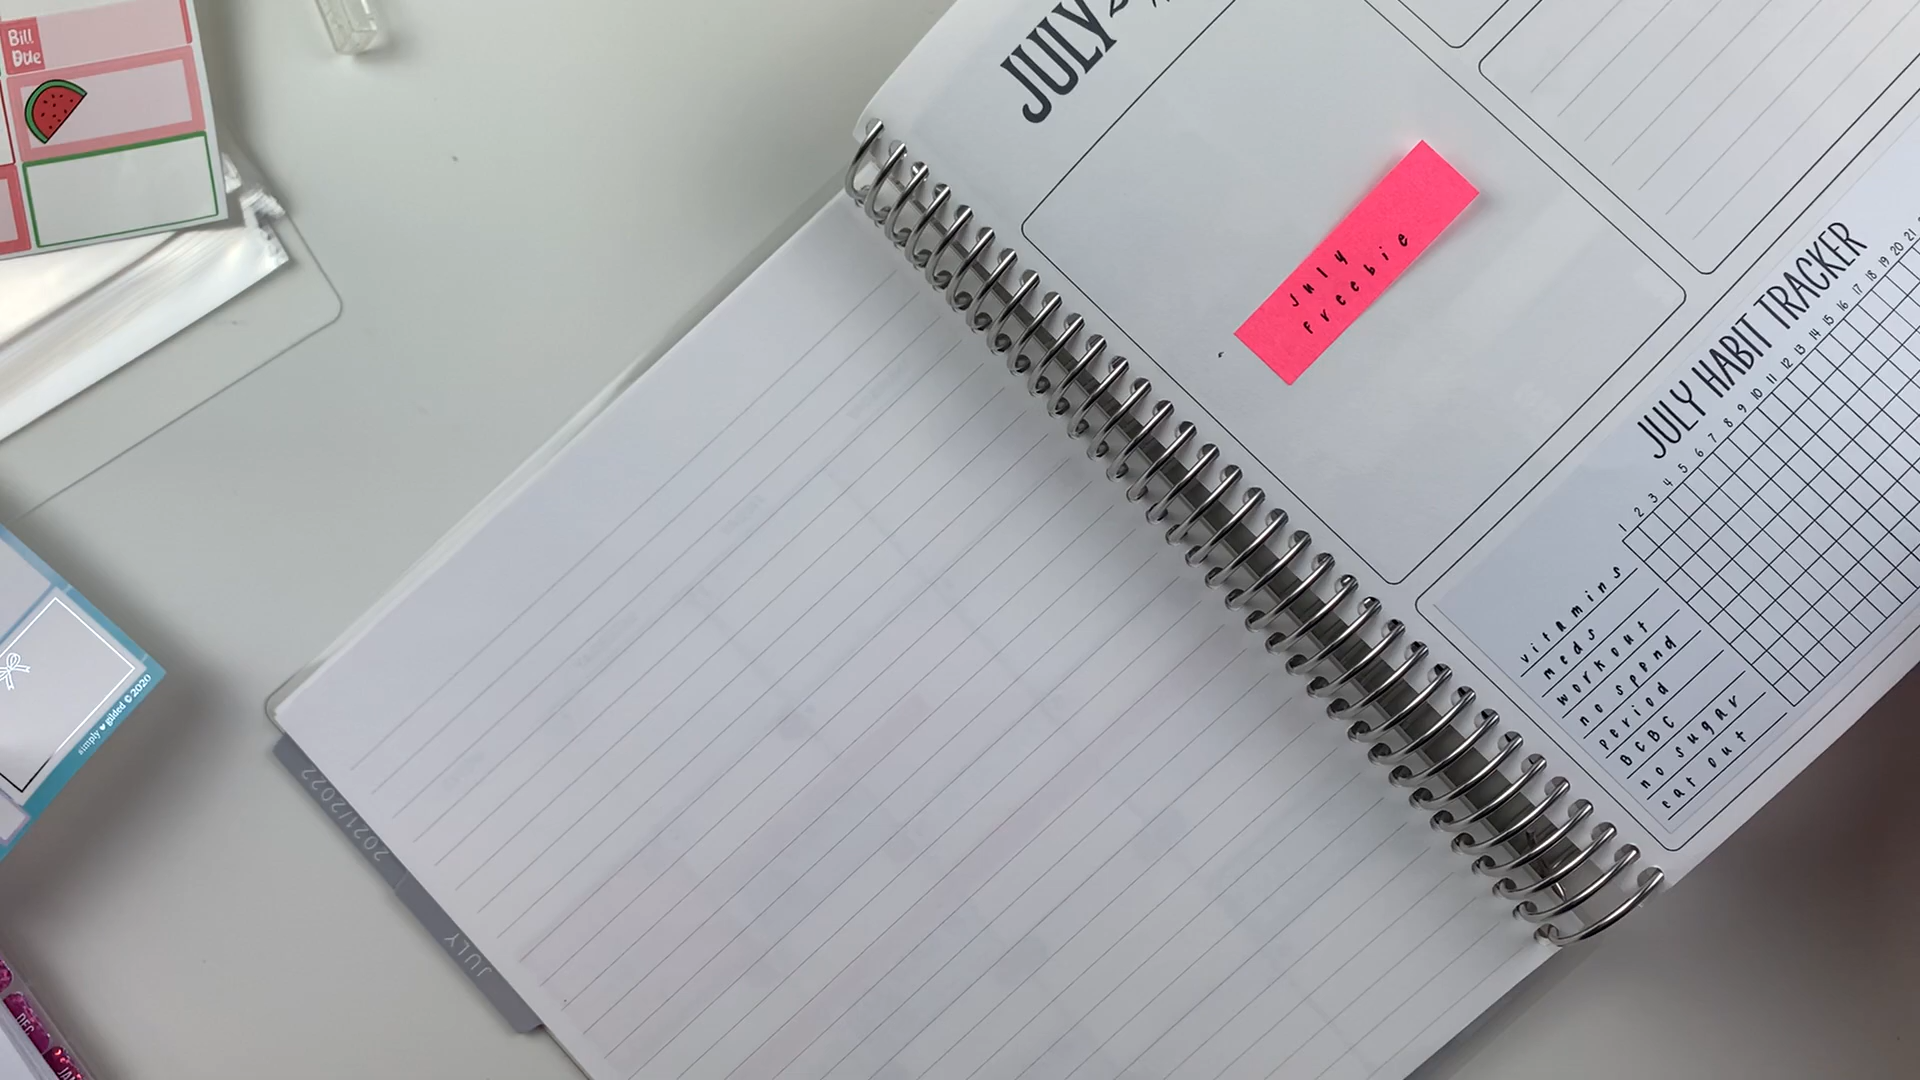 Bill
Due
JULY
july
freebie
JULY HABIT TRACKER
1 2 3 4 5 6 7 8 9 10 11 12 13 14 15 16 17 18 19 20 21
vitamins
meds
workout
no sppnd
period
BCBC
no sugar
eat out
simply ♥ gilded © 2020
2021/2022
JULY
DEC